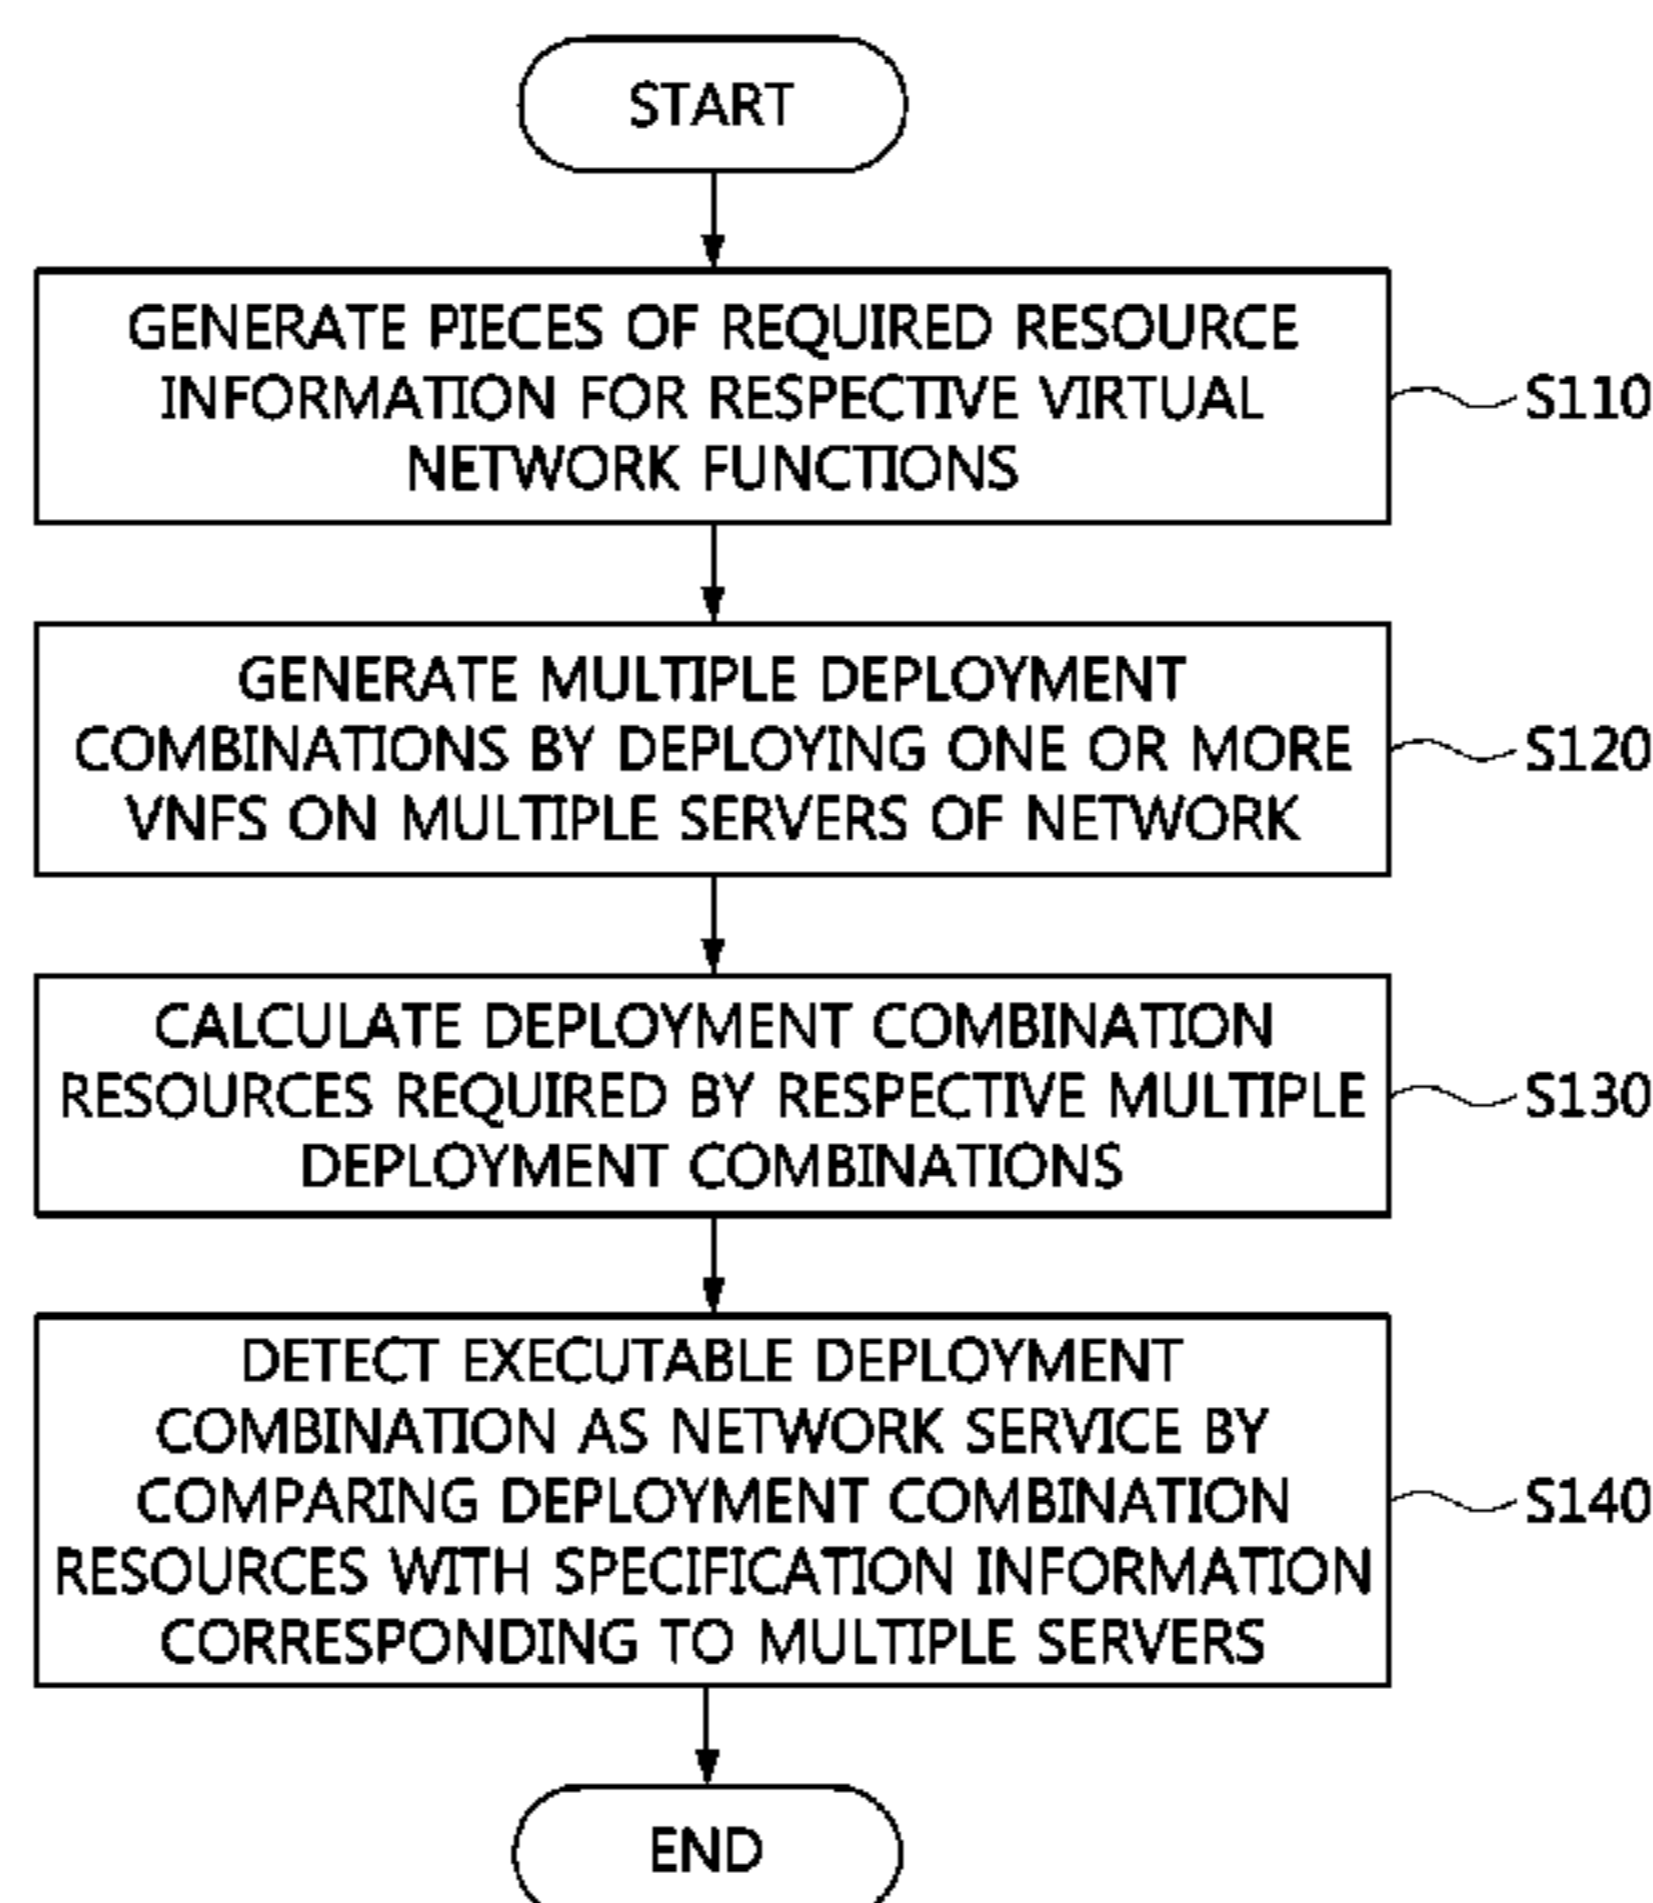 START
GENERATE PIECES OF REQUIRED RESOURCE
INFORMATION FOR RESPECTIVE VIRTUAL
NETWORK FUNCTIONS
S110
GENERATE MULTIPLE DEPLOYMENT
COMBINATIONS BY DEPLOYING ONE OR MORE
VNFS ON MULTIPLE SERVERS OF NETWORK
S120
CALCULATE DEPLOYMENT COMBINATION
RESOURCES REQUIRED BY RESPECTIVE MULTIPLE
DEPLOYMENT COMBINATIONS
S130
DETECT EXECUTABLE DEPLOYMENT
COMBINATION AS NETWORK SERVICE BY
COMPARING DEPLOYMENT COMBINATION
RESOURCES WITH SPECIFICATION INFORMATION
CORRESPONDING TO MULTIPLE SERVERS
S140
END